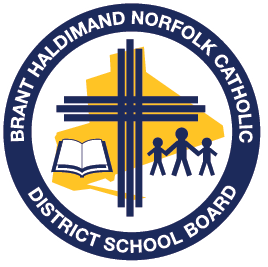 BRANT HALDIMAND NORFOLK CATHOLIC
DISTRICT SCHOOL BOARD